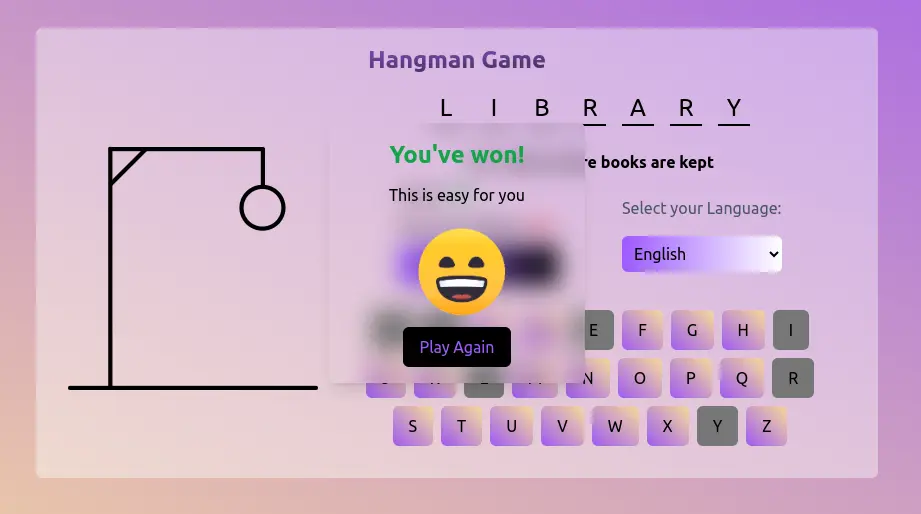 Hangman Game
L I B R A R Y
You've won!
re books are kept
This is easy for you
Select your Language:
English
Play Again
E F G H I
N O P Q R
S T U V W X Y Z